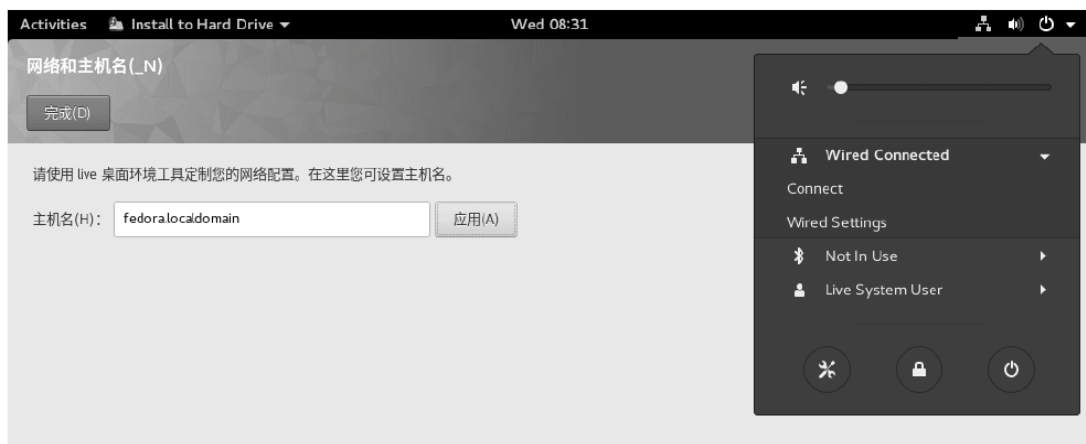 Activities Install to Hard Drive Wed 08:31
网络和主机名(_N)
完成(D)
请使用 live 桌面环境工具定制您的网络配置。在这里您可设置主机名。
主机名(H): fedora.localdomain 应用(A)
Wired Connected
Connect
Wired Settings
Not In Use
Live System User